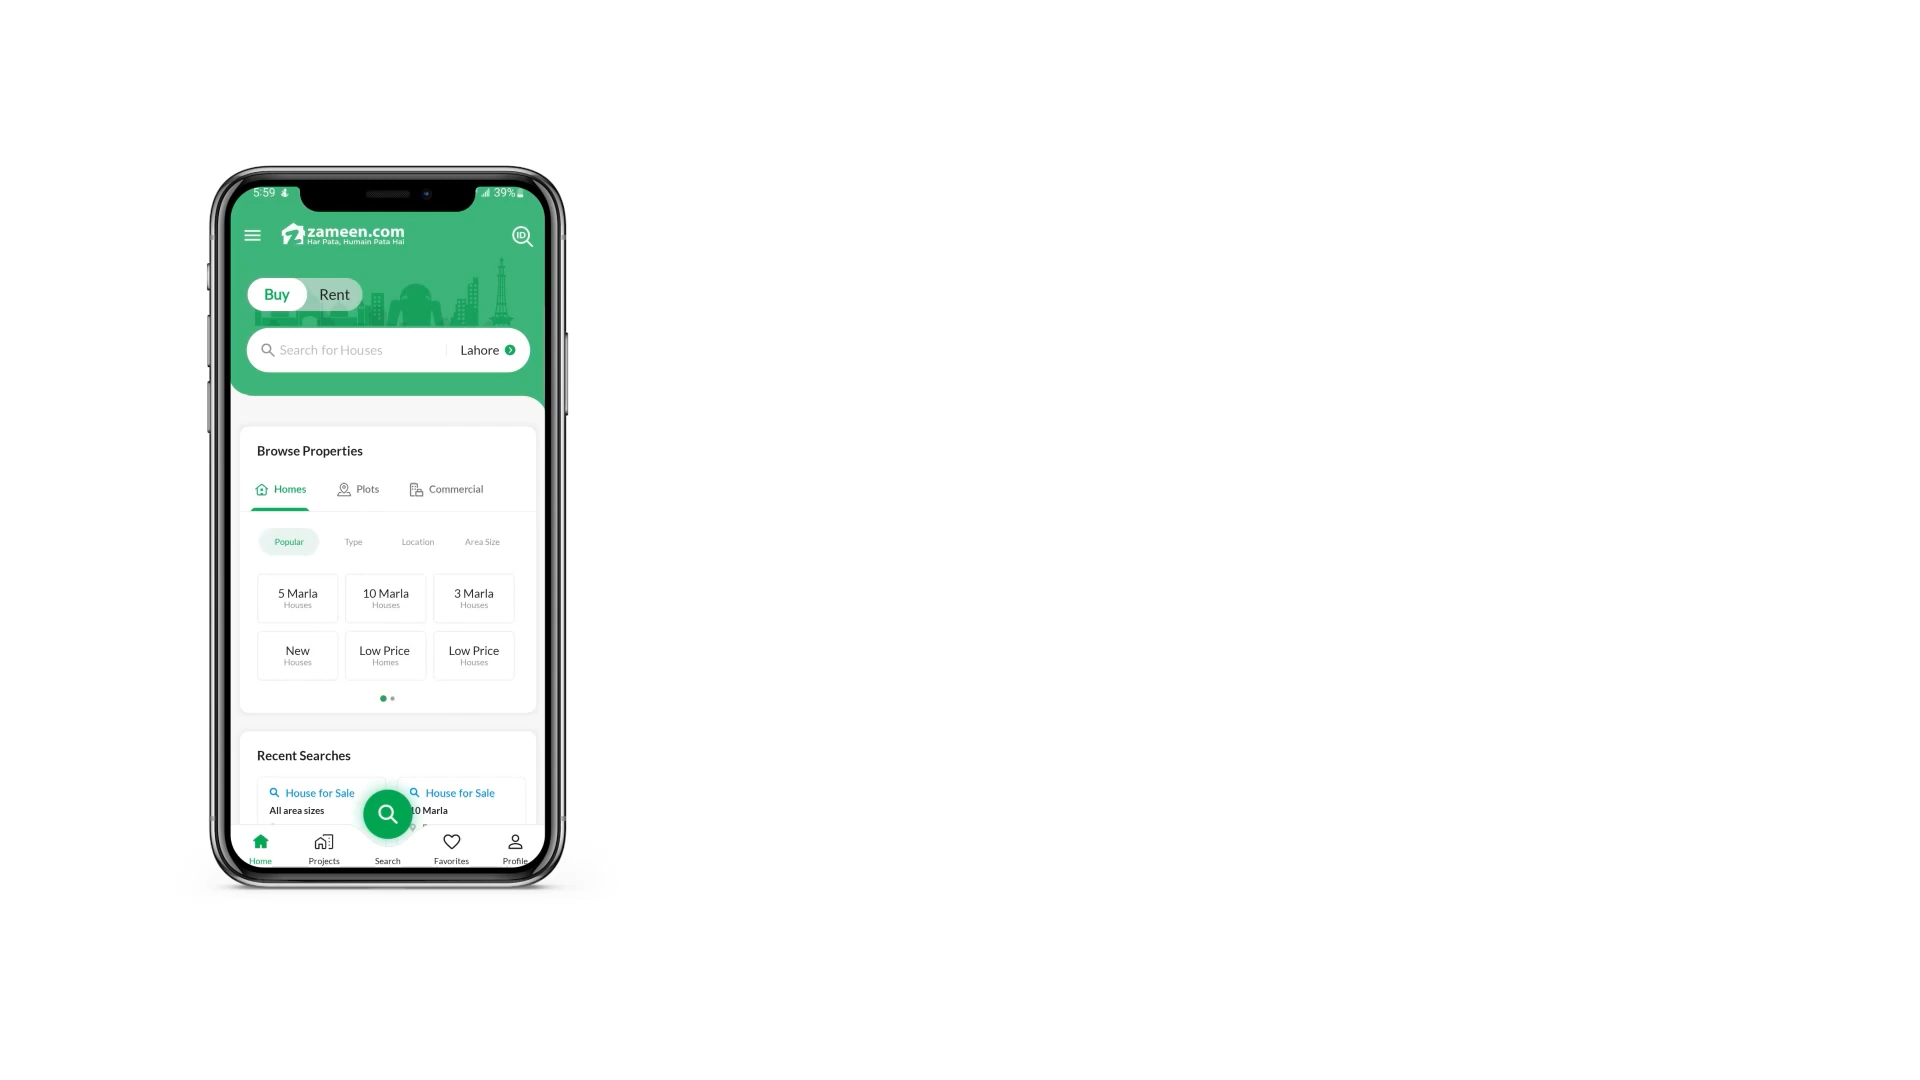 5:59
39%
zameen.com
Har Pata, Humain Pata Hai
ID
Buy Rent
Search for Houses Lahore
Browse Properties
Homes Plots Commercial
Popular Type Location Area Size
5 Marla 10 Marla 3 Marla
Houses Houses Houses
New Low Price Low Price
Houses Homes Houses
Recent Searches
House for Sale House for Sale
All area sizes 10 Marla
Home Projects Search Favorites Profile